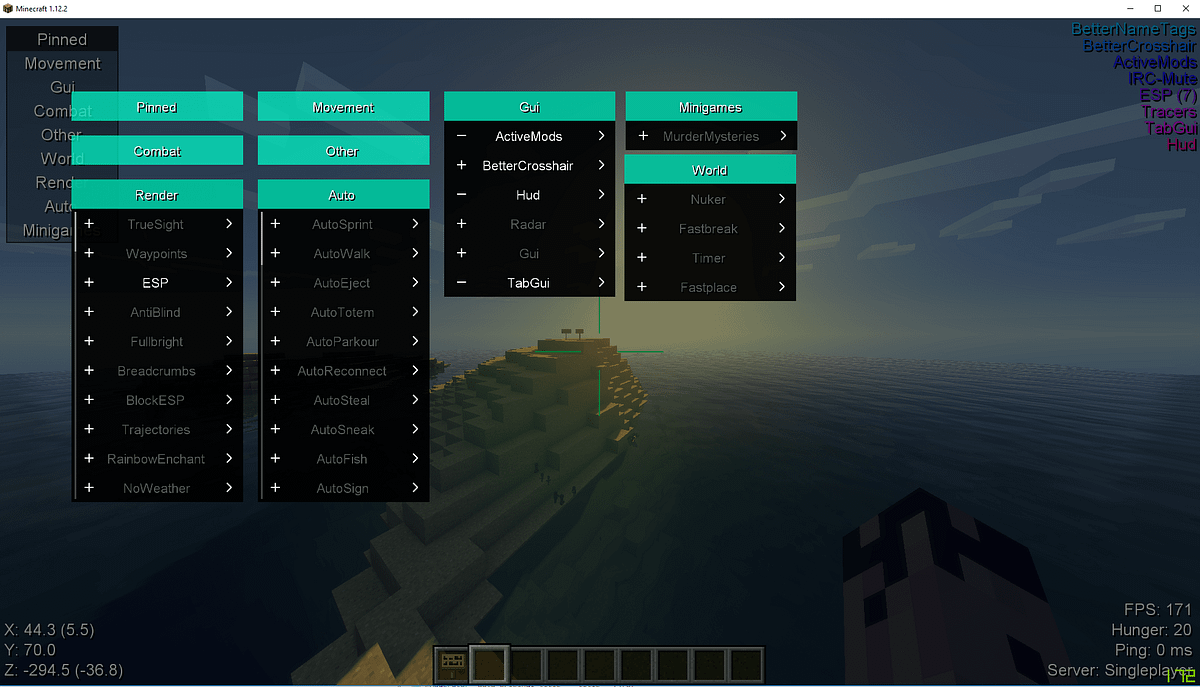 Minecraft 1.12.2
Pinned
Movement
Gui
Combat
Other
World
Render
Auto
Minigames
BetterNameTags
BetterCrosshair
ActiveMods
IRC-Mute
ESP (7)
Tracers
TabGui
Hud
Pinned
Combat
Render
+ TrueSight >
+ Waypoints >
+ ESP >
+ AntiBlind >
+ Fullbright >
+ Breadcrumbs >
+ BlockESP >
+ Trajectories >
+ RainbowEnchant >
+ NoWeather >
Movement
Other
Auto
+ AutoSprint >
+ AutoWalk >
+ AutoEject >
+ AutoTotem >
+ AutoParkour >
+ AutoReconnect >
+ AutoSteal >
+ AutoSneak >
+ AutoFish >
+ AutoSign >
Gui
− ActiveMods >
+ BetterCrosshair >
− Hud >
+ Radar >
+ Gui >
− TabGui >
Minigames
+ MurderMysteries >
World
+ Nuker >
+ Fastbreak >
+ Timer >
+ Fastplace >
X: 44.3 (5.5)
Y: 70.0
Z: -294.5 (-36.8)
FPS: 171
Hunger: 20
Ping: 0 ms
Server: Singleplayer
172